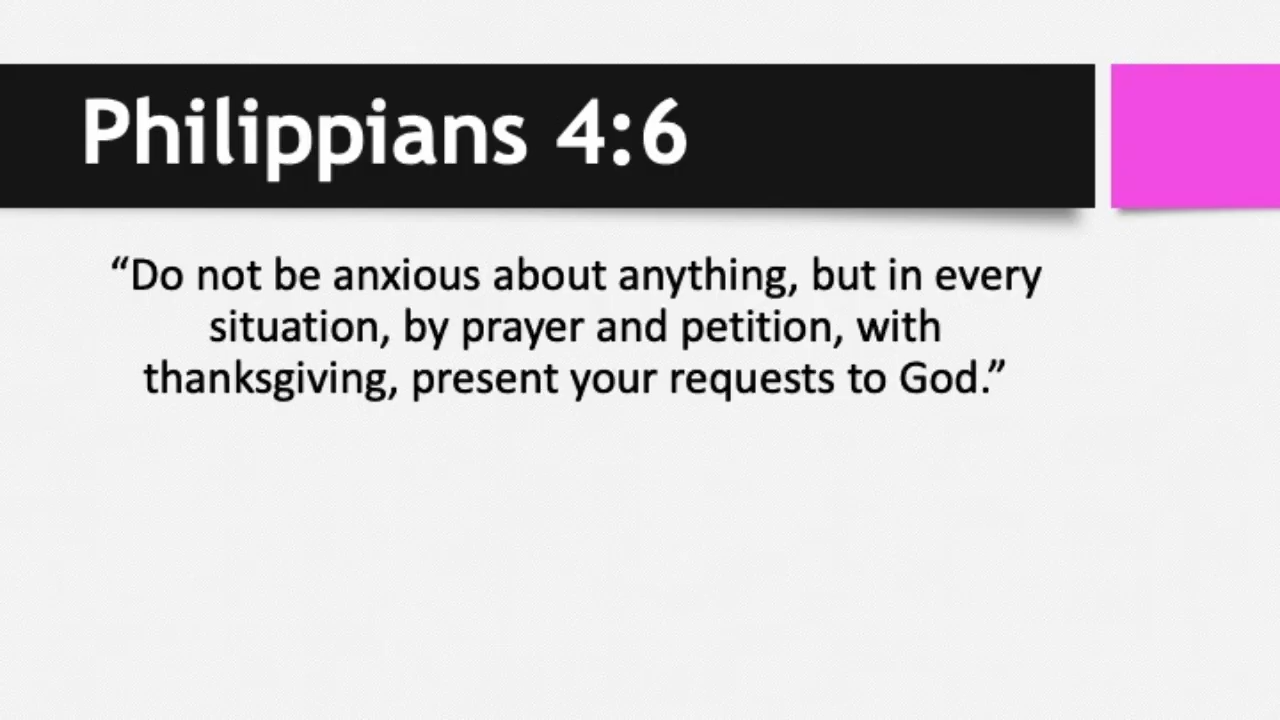 Philippians 4:6
“Do not be anxious about anything, but in every
situation, by prayer and petition, with
thanksgiving, present your requests to God.”